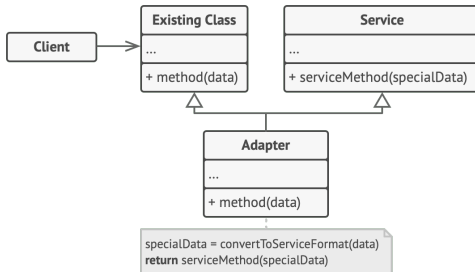 Client
Existing Class
...
+ method(data)
Service
...
+ serviceMethod(specialData)
Adapter
...
+ method(data)
specialData = convertToServiceFormat(data)
return serviceMethod(specialData)